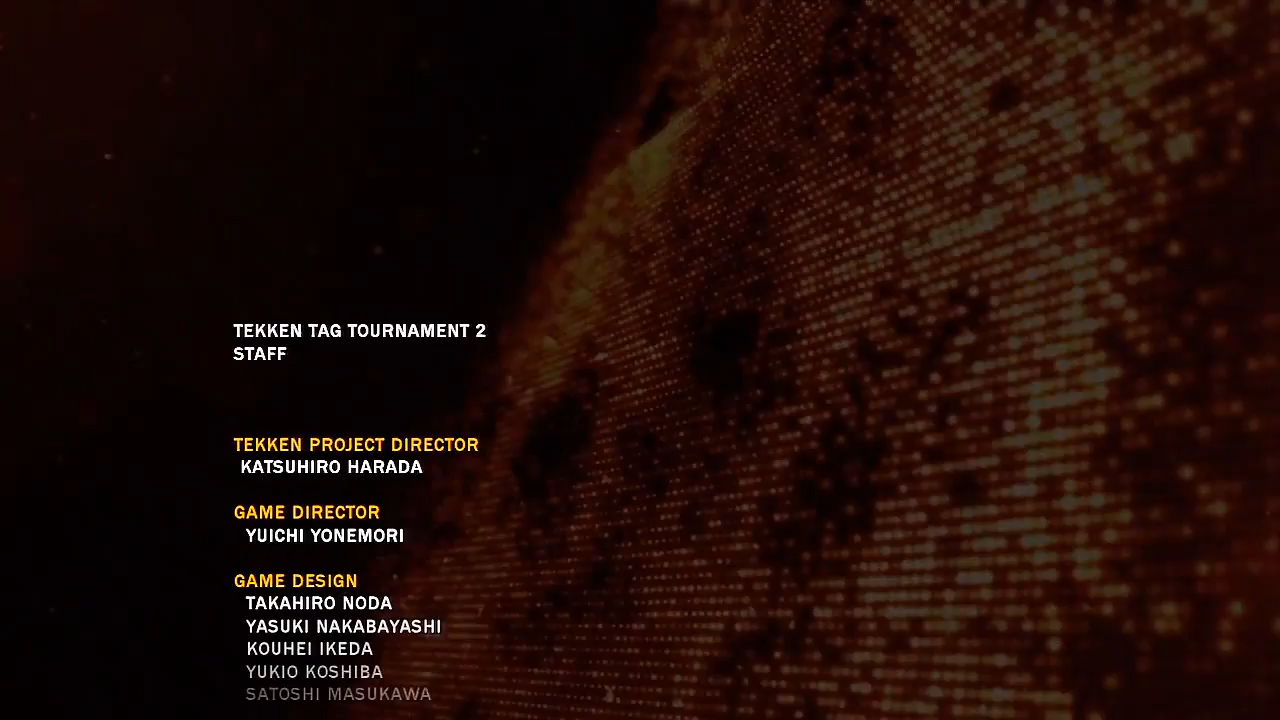 TEKKEN TAG TOURNAMENT 2
STAFF
TEKKEN PROJECT DIRECTOR
KATSUHIRO HARADA
GAME DIRECTOR
YUICHI YONEMORI
GAME DESIGN
TAKAHIRO NODA
YASUKI NAKABAYASHI
KOUHEI IKEDA
YUKIO KOSHIBA
SATOSHI MASUKAWA